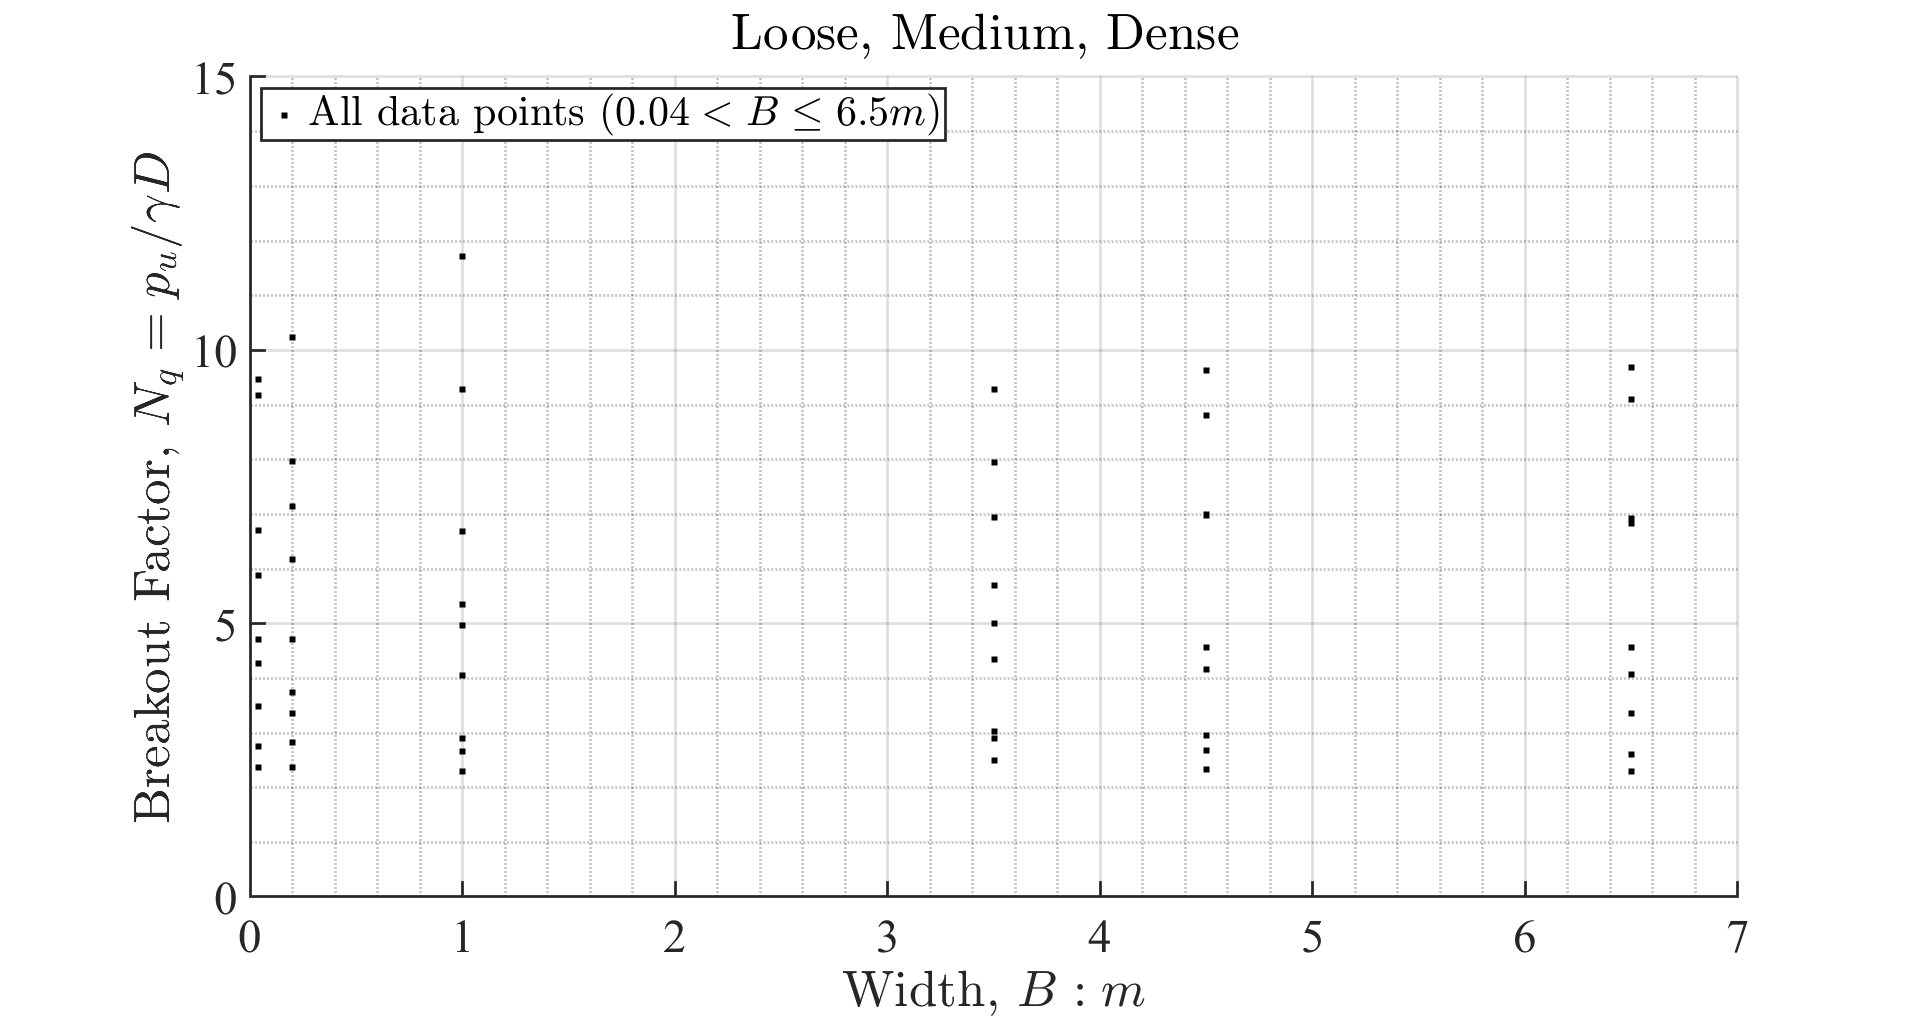 Loose, Medium, Dense
All data points (0.04 < B ≤ 6.5m)
Breakout Factor, N_q = p_u/γD
15
10
5
0
0 1 2 3 4 5 6 7
Width, B : m